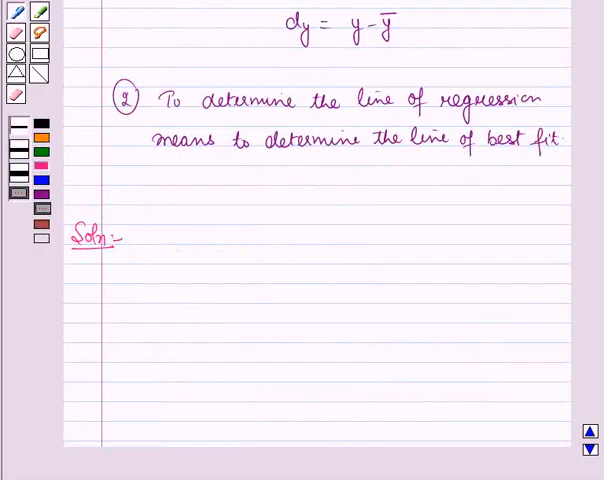 dy = y - ȳ
② To determine the line of regression
means to determine the line of best fit.
Soln:-